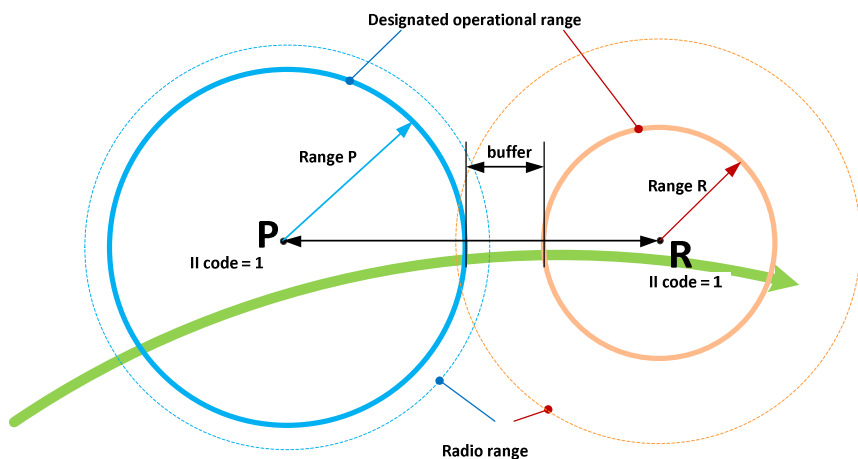 Designated operational range
buffer
Range P
Range R
P
R
II code = 1
II code = 1
Radio range